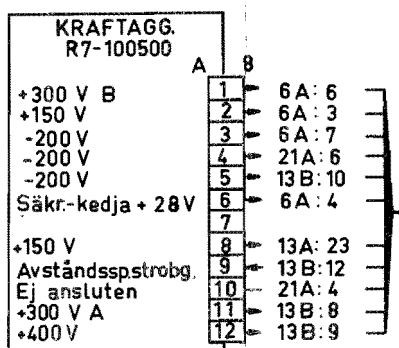 KRAFTAGG.
R7-100500
A B
+300 V B 1 6A:6
+150 V 2 6A:3
-200 V 3 6A:7
-200 V 4 21A:6
-200 V 5 13B:10
Säkr.-kedja + 28V 6 6A:4
7
+150 V 8 13A:23
Avståndssp.strobg. 9 13B:12
Ej ansluten 10 21A:4
+300 V A 11 13B:8
+400 V 12 13B:9